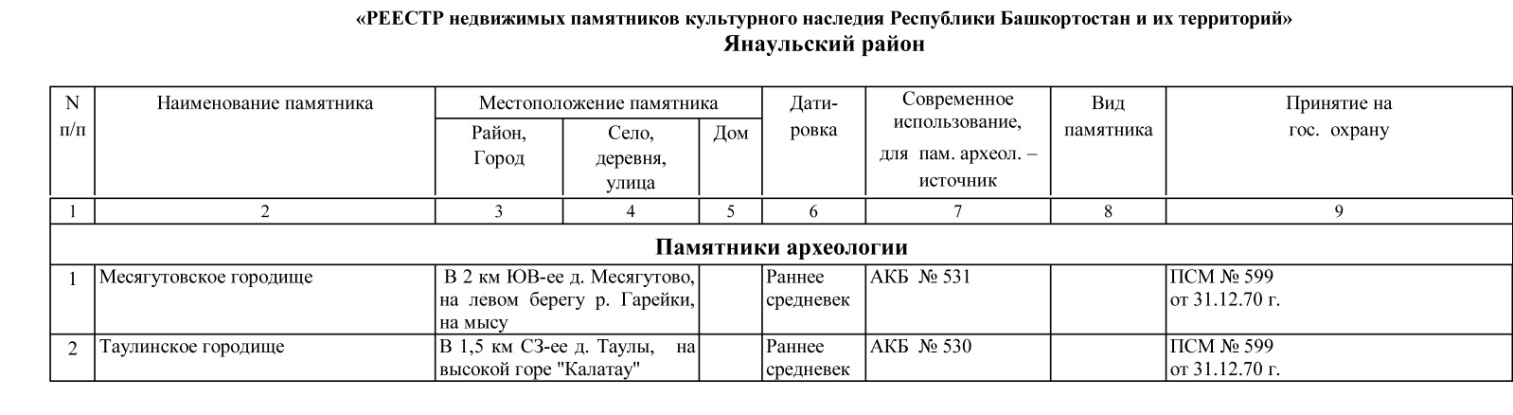 «РЕЕСТР недвижимых памятников культурного наследия Республики Башкортостан и их территорий»
Янаульский район
N п/п
Наименование памятника
Местоположение памятника
Район,
Город
Село,
деревня,
улица
Дом
Дати-
ровка
Современное
использование,
для пам. археол. –
источник
Вид
памятника
Принятие на
гос. охрану
1 2 3 4 5 6 7 8 9
Памятники археологии
1 Месягутовское городище
В 2 км ЮВ-ее д. Месягутово,
на левом берегу р. Гарейки,
на мысу
Раннее
средневек
АКБ № 531
ПСМ № 599
от 31.12.70 г.
2 Таулинское городище
В 1,5 км СЗ-ее д. Таулы, на
высокой горе "Калатау"
Раннее
средневек
АКБ № 530
ПСМ № 599
от 31.12.70 г.